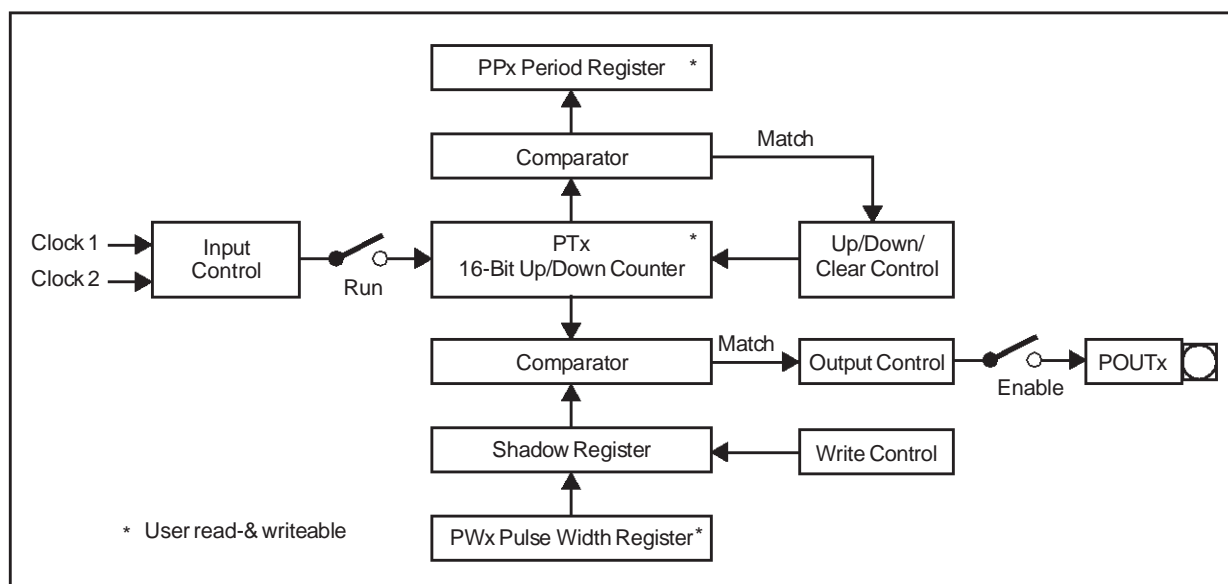 PPx Period Register *
Comparator
Match
Clock 1
Clock 2
Input
Control
Run
PTx *
16-Bit Up/Down Counter
Up/Down/
Clear Control
Comparator
Match
Output Control
Enable
POUTx
Shadow Register
Write Control
* User read-& writeable
PWx Pulse Width Register *